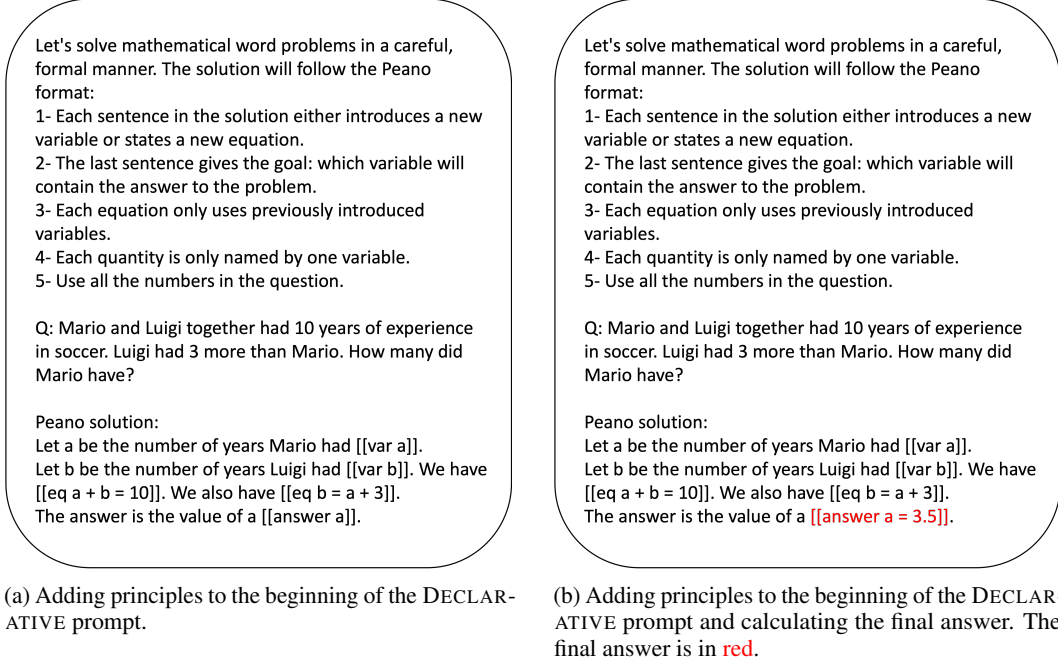 Let's solve mathematical word problems in a careful,
formal manner. The solution will follow the Peano
format:
1- Each sentence in the solution either introduces a new
variable or states a new equation.
2- The last sentence gives the goal: which variable will
contain the answer to the problem.
3- Each equation only uses previously introduced
variables.
4- Each quantity is only named by one variable.
5- Use all the numbers in the question.
Q: Mario and Luigi together had 10 years of experience
in soccer. Luigi had 3 more than Mario. How many did
Mario have?
Peano solution:
Let a be the number of years Mario had [[var a]].
Let b be the number of years Luigi had [[var b]]. We have
[[eq a + b = 10]]. We also have [[eq b = a + 3]].
The answer is the value of a [[answer a]].
(a) Adding principles to the beginning of the DECLAR-
ATIVE prompt.
Let's solve mathematical word problems in a careful,
formal manner. The solution will follow the Peano
format:
1- Each sentence in the solution either introduces a new
variable or states a new equation.
2- The last sentence gives the goal: which variable will
contain the answer to the problem.
3- Each equation only uses previously introduced
variables.
4- Each quantity is only named by one variable.
5- Use all the numbers in the question.
Q: Mario and Luigi together had 10 years of experience
in soccer. Luigi had 3 more than Mario. How many did
Mario have?
Peano solution:
Let a be the number of years Mario had [[var a]].
Let b be the number of years Luigi had [[var b]]. We have
[[eq a + b = 10]]. We also have [[eq b = a + 3]].
The answer is the value of a [[answer a = 3.5]].
(b) Adding principles to the beginning of the DECLAR-
ATIVE prompt and calculating the final answer. The
final answer is in red.